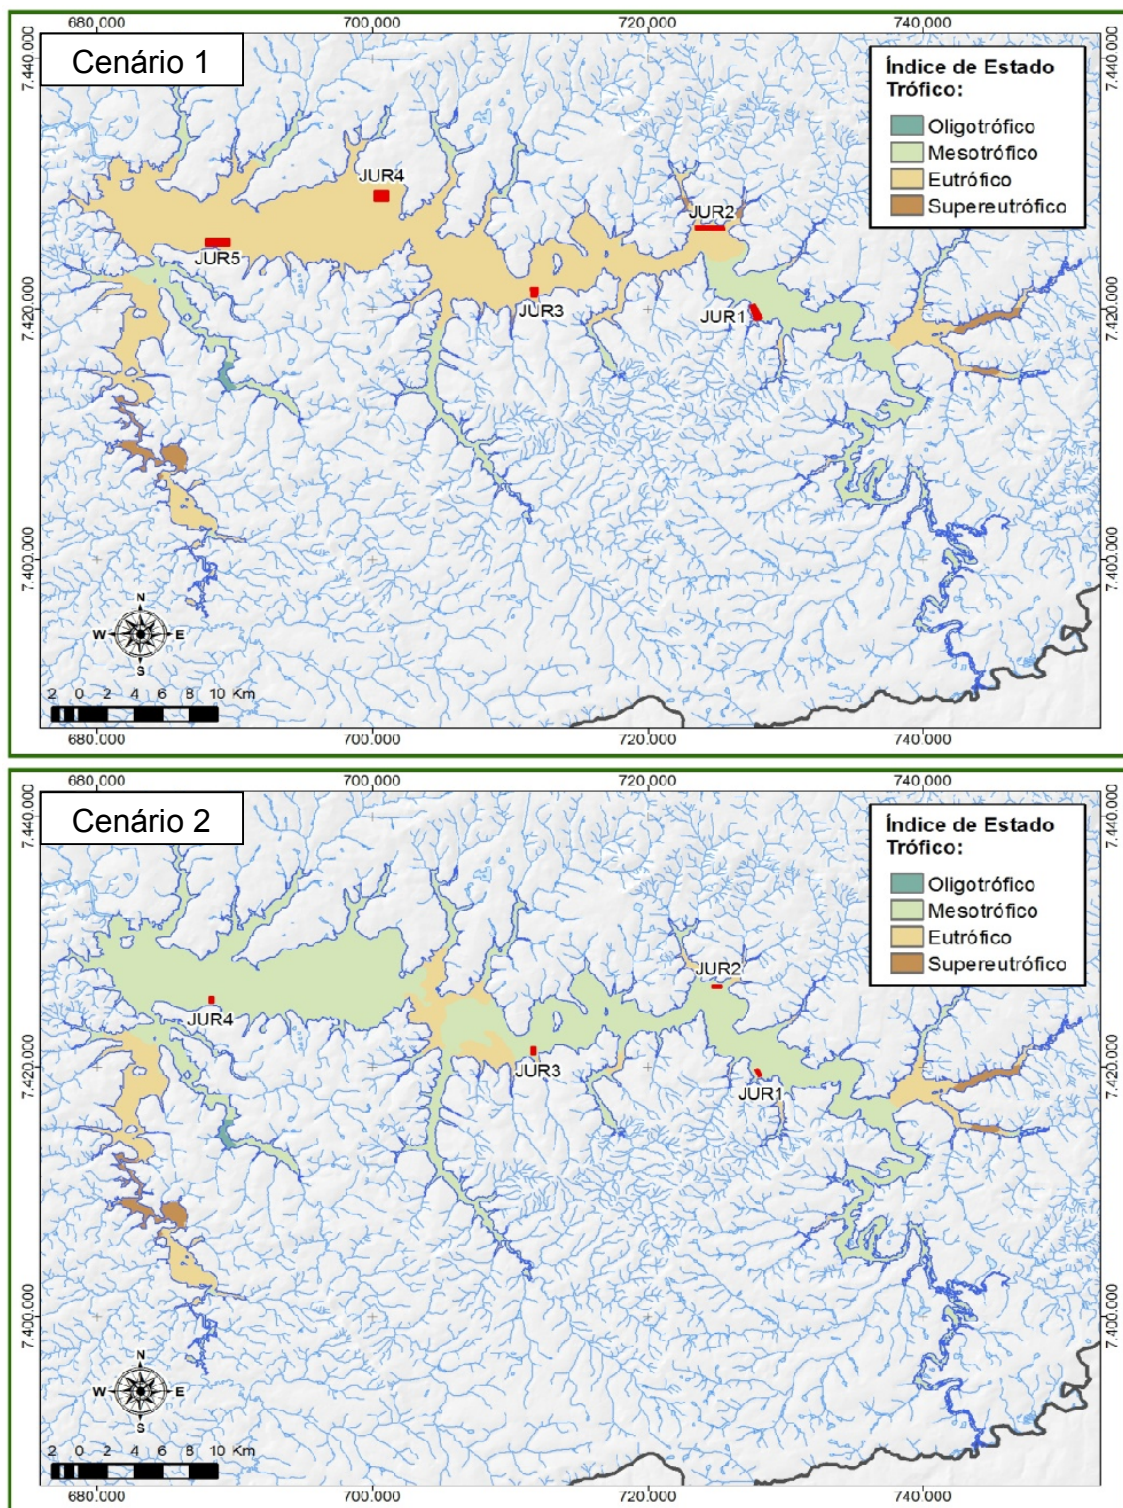 680.000 700.000 720.000 740.000
7.440.000
7.440.000
Cenário 1
Índice de Estado
Trófico:
Oligotrófico
Mesotrófico
Eutrófico
Supereutrófico
JUR4
JUR2
JUR5
JUR3
JUR1
7.420.000
7.420.000
7.400.000
7.400.000
N
W E
S
2 0 2 4 6 8 10 Km
680.000 700.000 720.000 740.000
680.000 700.000 720.000 740.000
7.440.000
7.440.000
Cenário 2
Índice de Estado
Trófico:
Oligotrófico
Mesotrófico
Eutrófico
Supereutrófico
JUR2
JUR4
JUR3
JUR1
7.420.000
7.420.000
7.400.000
7.400.000
N
W E
S
2 0 2 4 6 8 10 Km
680.000 700.000 720.000 740.000